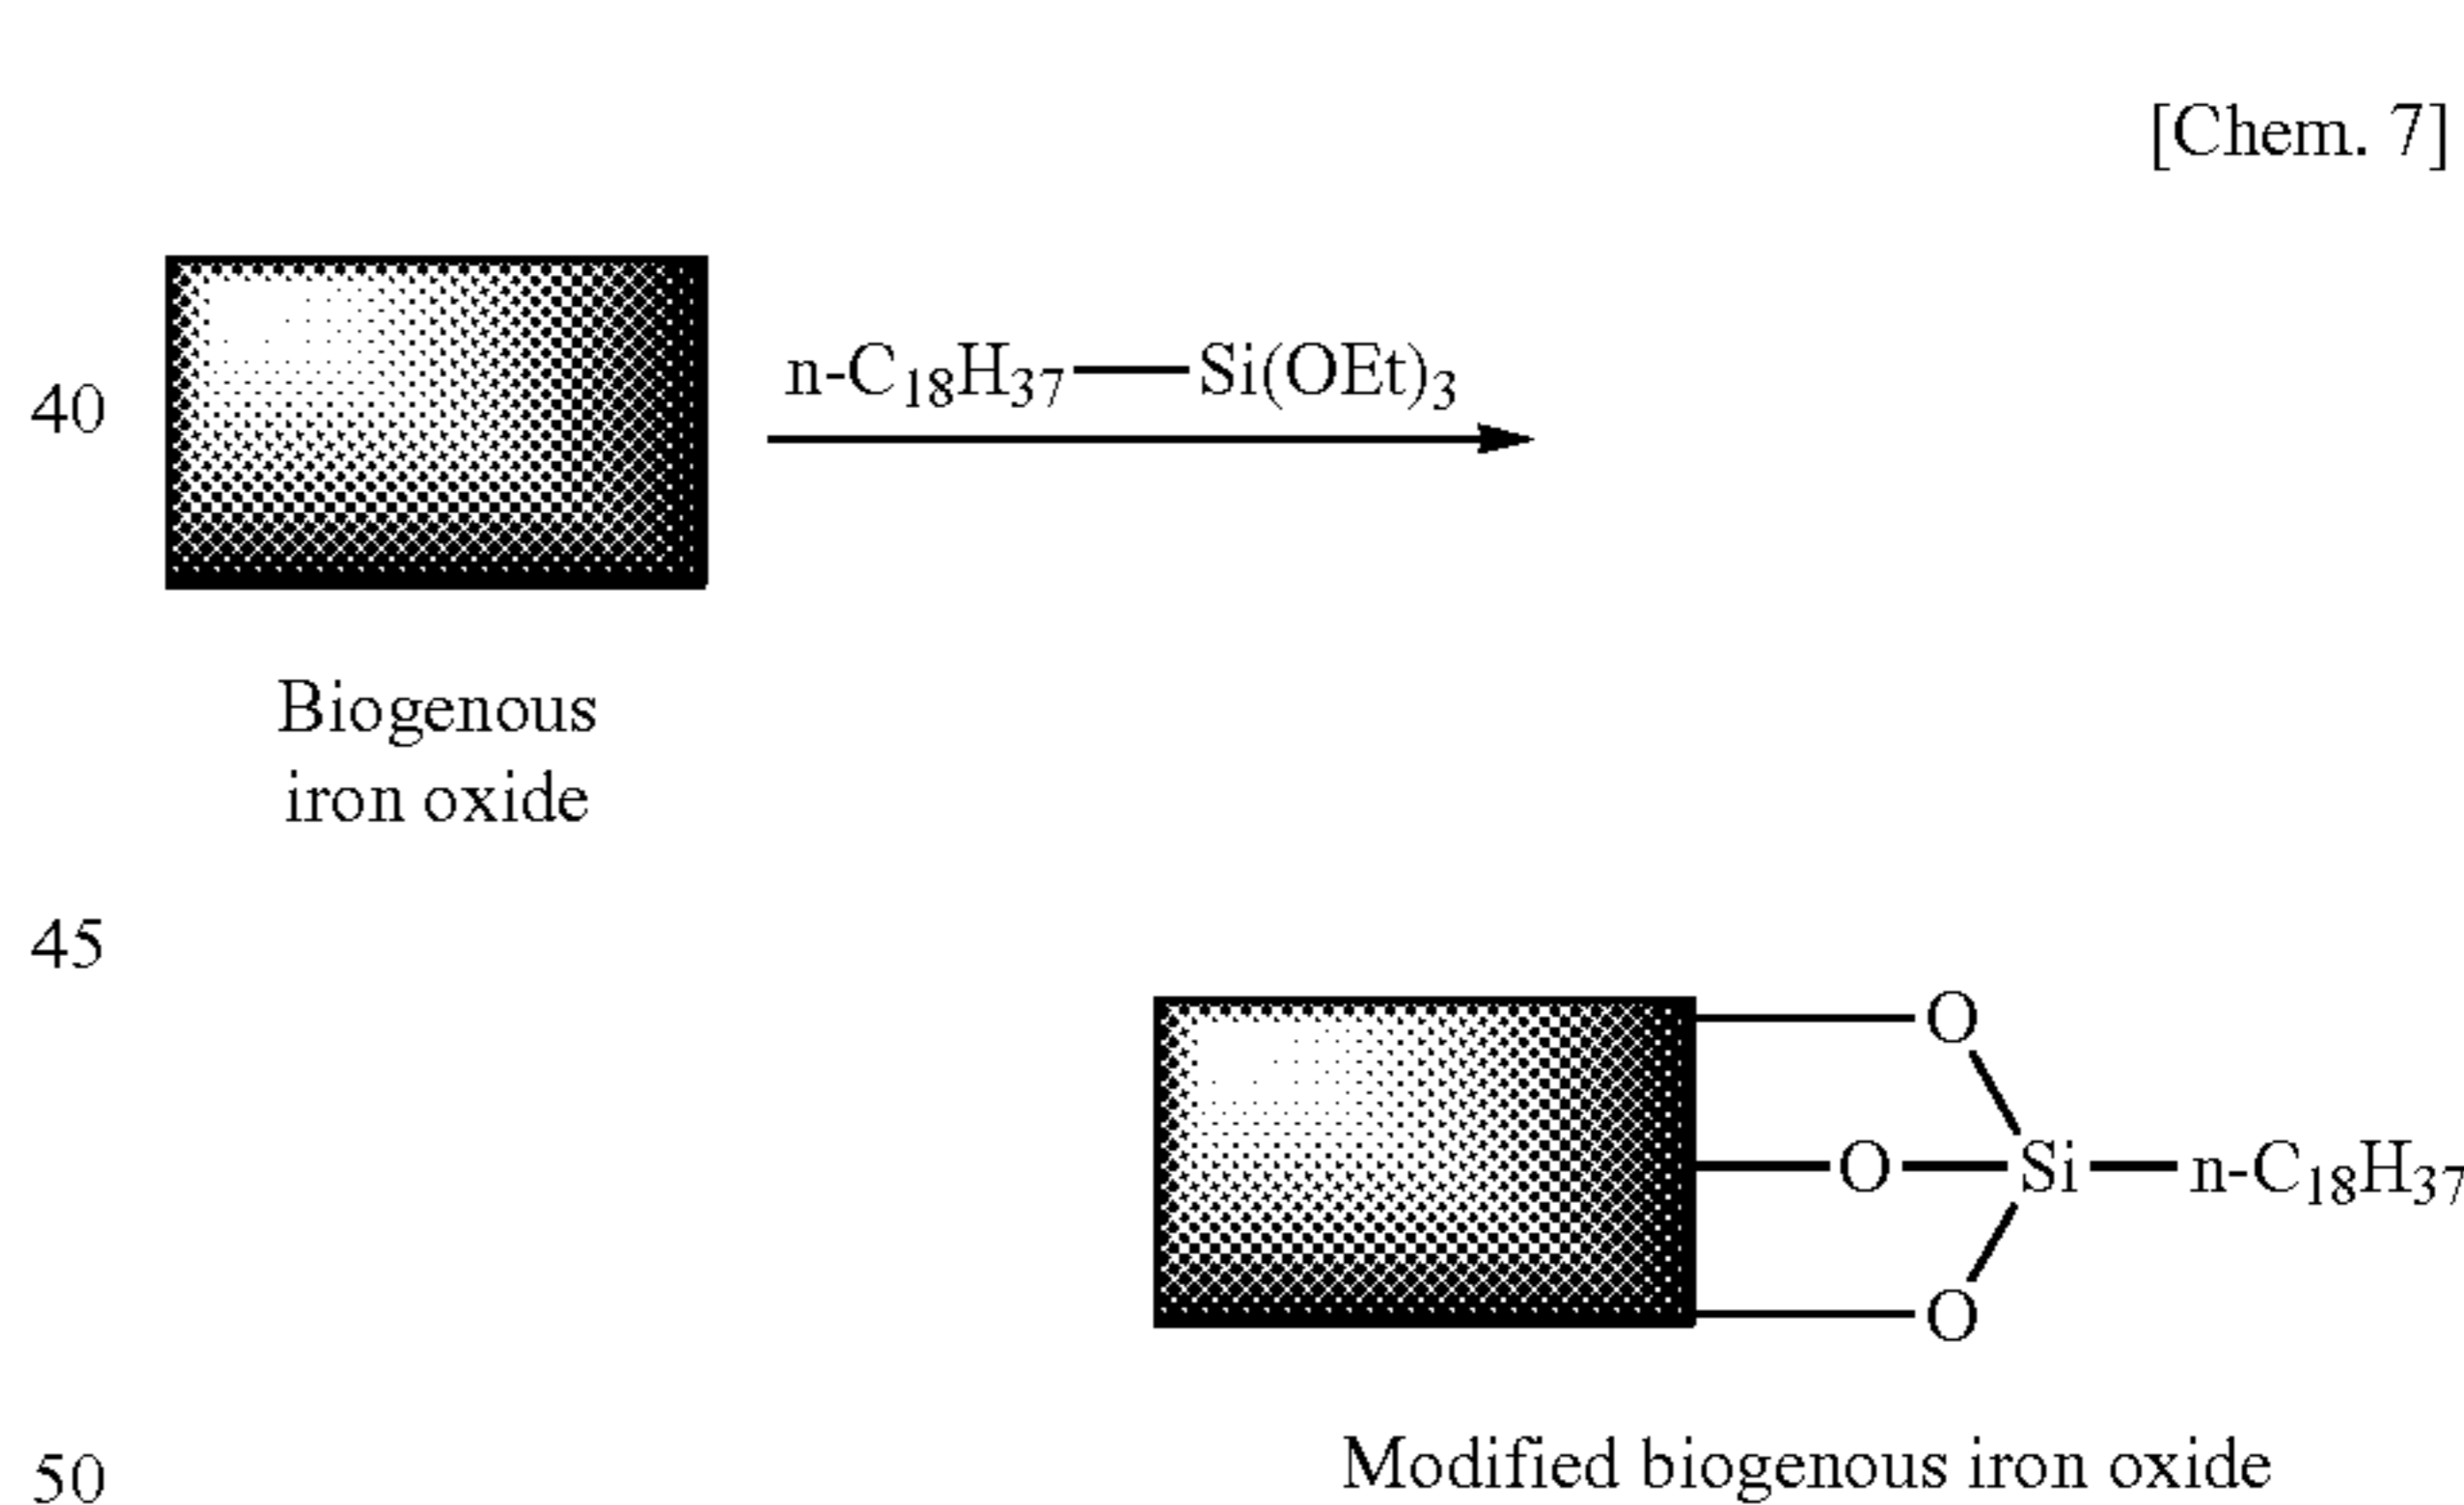 [Chem. 7]
40
n-C18H37—Si(OEt)3
Biogenous
iron oxide
45
O
O—Si—n-C18H37
O
Modified biogenous iron oxide
50